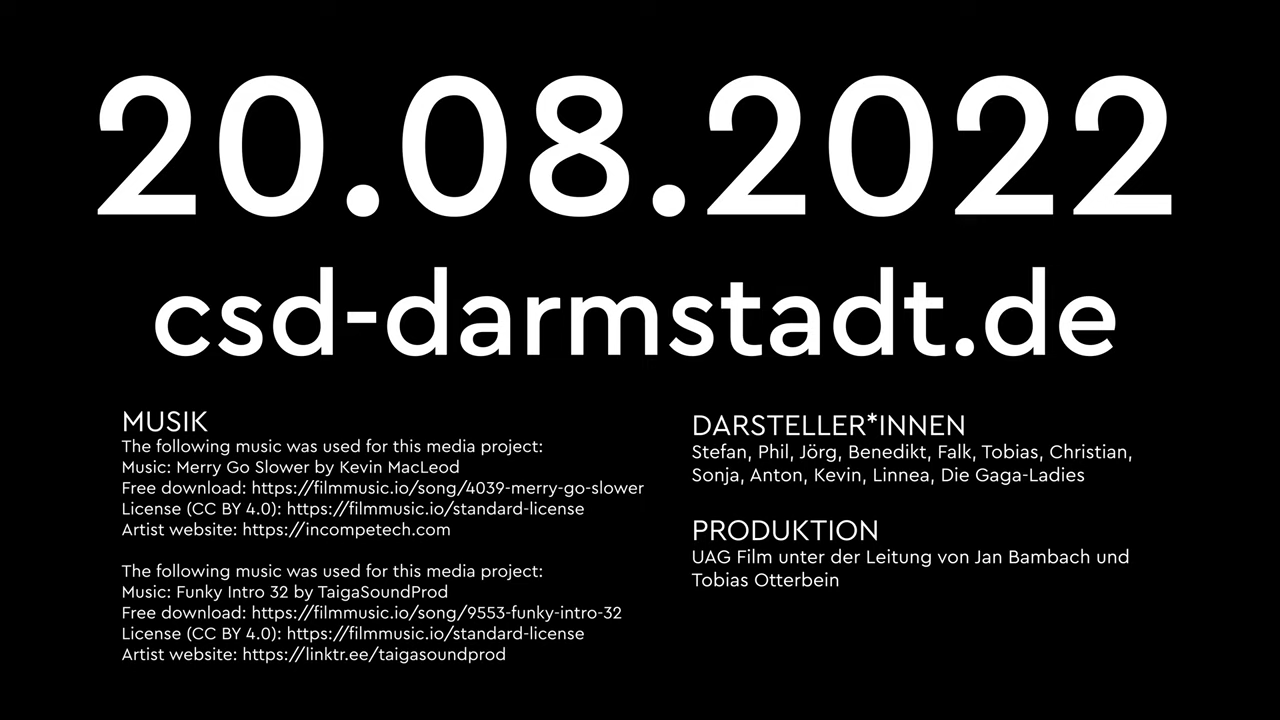 20.08.2022
csd-darmstadt.de
MUSIK
The following music was used for this media project:
Music: Merry Go Slower by Kevin MacLeod
Free download: https://filmmusic.io/song/4039-merry-go-slower
License (CC BY 4.0): https://filmmusic.io/standard-license
Artist website: https://incompetech.com
The following music was used for this media project:
Music: Funky Intro 32 by TaigaSoundProd
Free download: https://filmmusic.io/song/9553-funky-intro-32
License (CC BY 4.0): https://filmmusic.io/standard-license
Artist website: https://linktr.ee/taigasoundprod
DARSTELLER*INNEN
Stefan, Phil, Jörg, Benedikt, Falk, Tobias, Christian,
Sonja, Anton, Kevin, Linnea, Die Gaga-Ladies
PRODUKTION
UAG Film unter der Leitung von Jan Bambach und
Tobias Otterbein